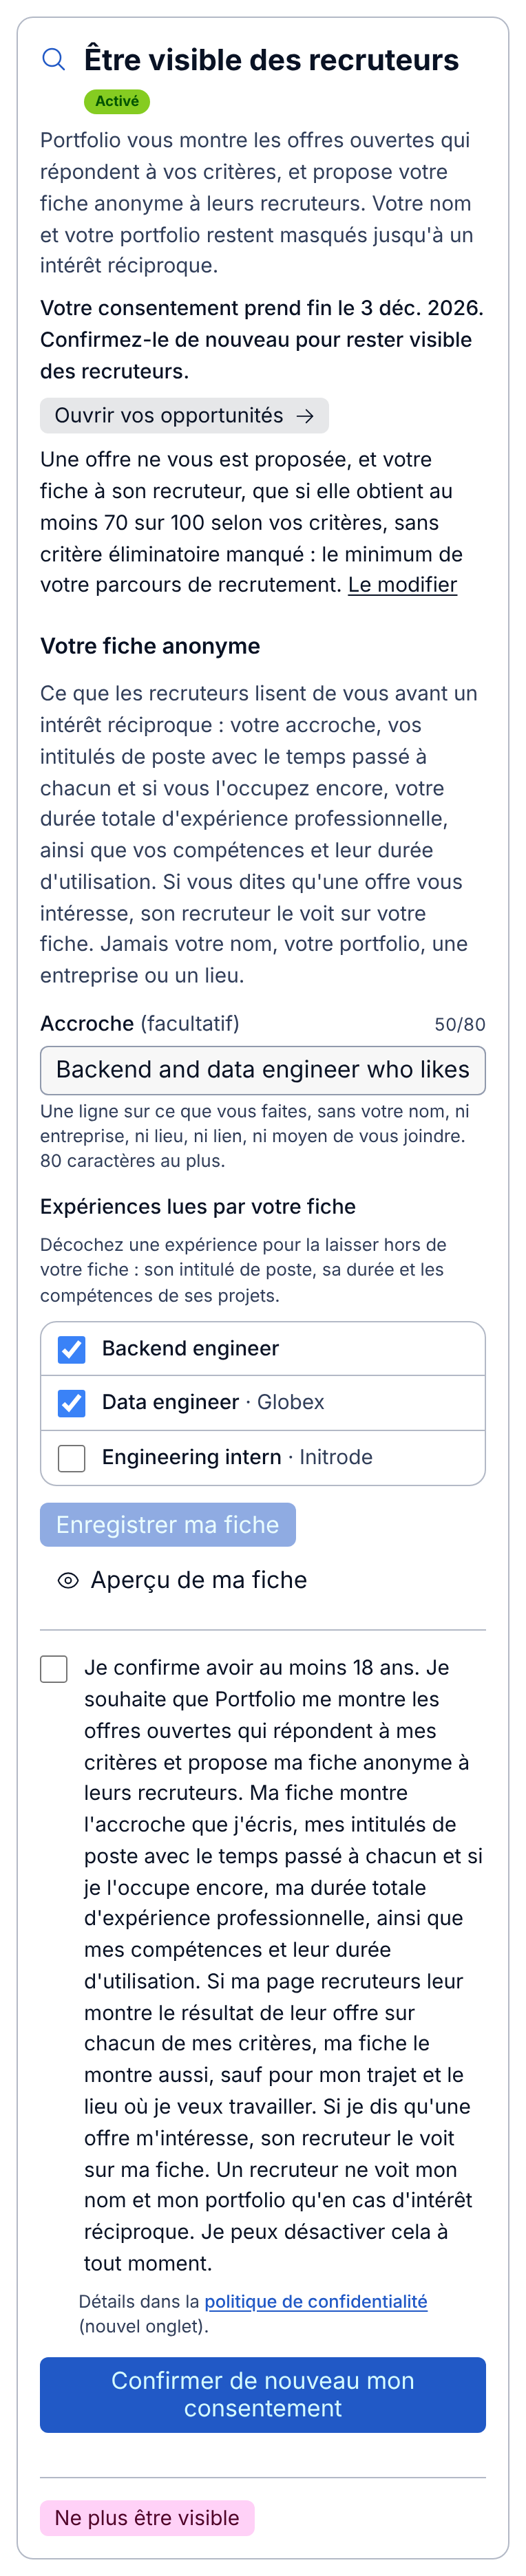 Être visible des recruteurs
Activé
Portfolio vous montre les offres ouvertes qui
répondent à vos critères, et propose votre
fiche anonyme à leurs recruteurs. Votre nom
et votre portfolio restent masqués jusqu'à un
intérêt réciproque.
Votre consentement prend fin le 3 déc. 2026.
Confirmez-le de nouveau pour rester visible
des recruteurs.
Ouvrir vos opportunités →
Une offre ne vous est proposée, et votre
fiche à son recruteur, que si elle obtient au
moins 70 sur 100 selon vos critères, sans
critère éliminatoire manqué : le minimum de
votre parcours de recrutement. Le modifier
Votre fiche anonyme
Ce que les recruteurs lisent de vous avant un
intérêt réciproque : votre accroche, vos
intitulés de poste avec le temps passé à
chacun et si vous l'occupez encore, votre
durée totale d'expérience professionnelle,
ainsi que vos compétences et leur durée
d'utilisation. Si vous dites qu'une offre vous
intéresse, son recruteur le voit sur votre
fiche. Jamais votre nom, votre portfolio, une
entreprise ou un lieu.
Accroche (facultatif) 50/80
Backend and data engineer who likes
Une ligne sur ce que vous faites, sans votre nom, ni
entreprise, ni lieu, ni lien, ni moyen de vous joindre.
80 caractères au plus.
Expériences lues par votre fiche
Décochez une expérience pour la laisser hors de
votre fiche : son intitulé de poste, sa durée et les
compétences de ses projets.
Backend engineer
Data engineer · Globex
Engineering intern · Initrode
Enregistrer ma fiche
Aperçu de ma fiche
Je confirme avoir au moins 18 ans. Je
souhaite que Portfolio me montre les
offres ouvertes qui répondent à mes
critères et propose ma fiche anonyme à
leurs recruteurs. Ma fiche montre
l'accroche que j'écris, mes intitulés de
poste avec le temps passé à chacun et si
je l'occupe encore, ma durée totale
d'expérience professionnelle, ainsi que
mes compétences et leur durée
d'utilisation. Si ma page recruteurs leur
montre le résultat de leur offre sur
chacun de mes critères, ma fiche le
montre aussi, sauf pour mon trajet et le
lieu où je veux travailler. Si je dis qu'une
offre m'intéresse, son recruteur le voit
sur ma fiche. Un recruteur ne voit mon
nom et mon portfolio qu'en cas d'intérêt
réciproque. Je peux désactiver cela à
tout moment.
Détails dans la politique de confidentialité
(nouvel onglet).
Confirmer de nouveau mon
consentement
Ne plus être visible